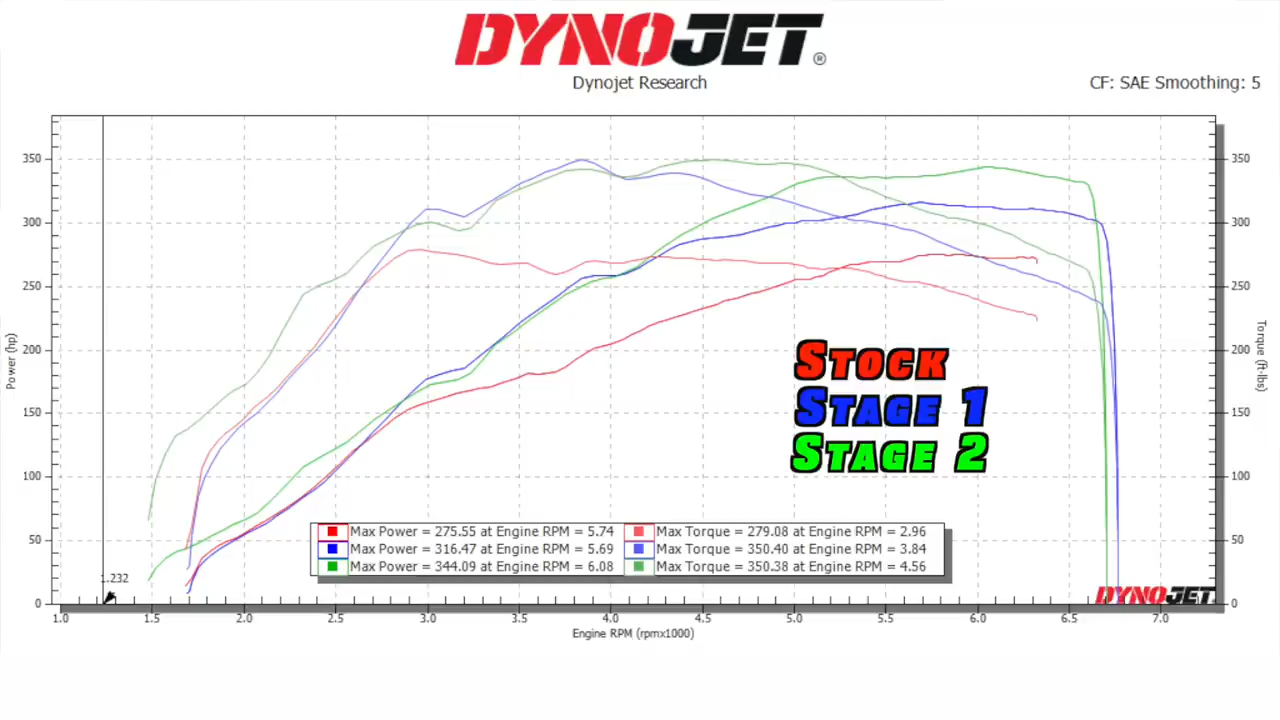 DYNOJET®
Dynojet Research
CF: SAE Smoothing: 5
350 350
300 300
250 250
200 200
150 150
100 100
50 50
0 0
Power (hp)
Torque (ft-lbs)
Stock
Stage 1
Stage 2
Max Power = 275.55 at Engine RPM = 5.74 Max Torque = 279.08 at Engine RPM = 2.96
Max Power = 316.47 at Engine RPM = 5.69 Max Torque = 350.40 at Engine RPM = 3.84
Max Power = 344.09 at Engine RPM = 6.08 Max Torque = 350.38 at Engine RPM = 4.56
1.232
DYNOJET
1.0 1.5 2.0 2.5 3.0 3.5 4.0 4.5 5.0 5.5 6.0 6.5 7.0
Engine RPM (rpmx1000)